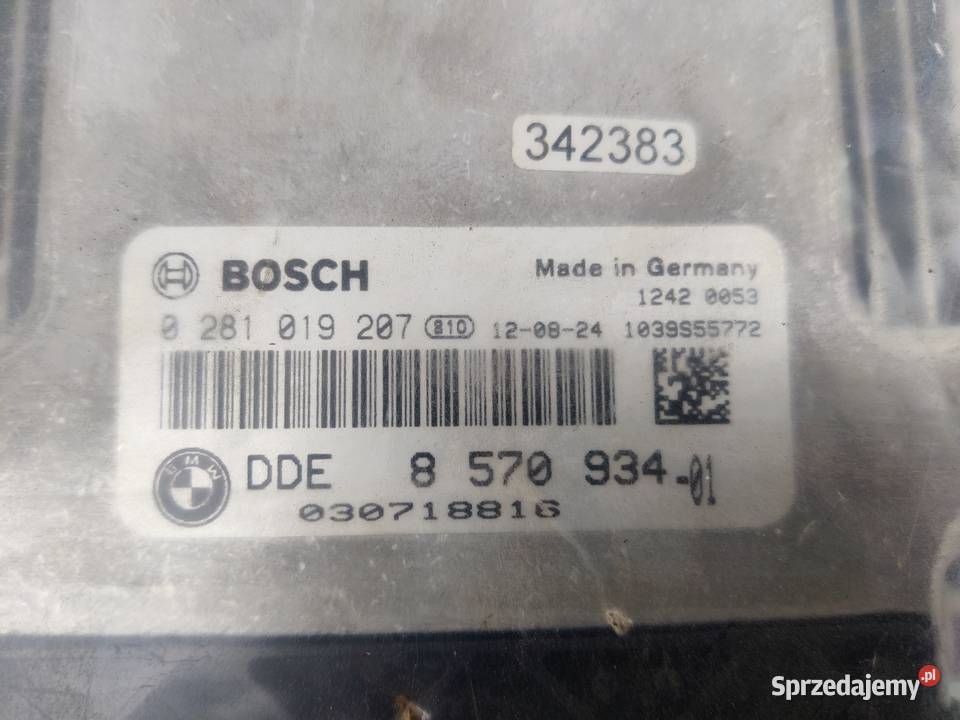 342383
BOSCH
Made in Germany
1242 0053
0 281 019 207 810 12-08-24 1039S55772
BMW
DDE 8 570 934-01
030718816
Sprzedajemy.pl